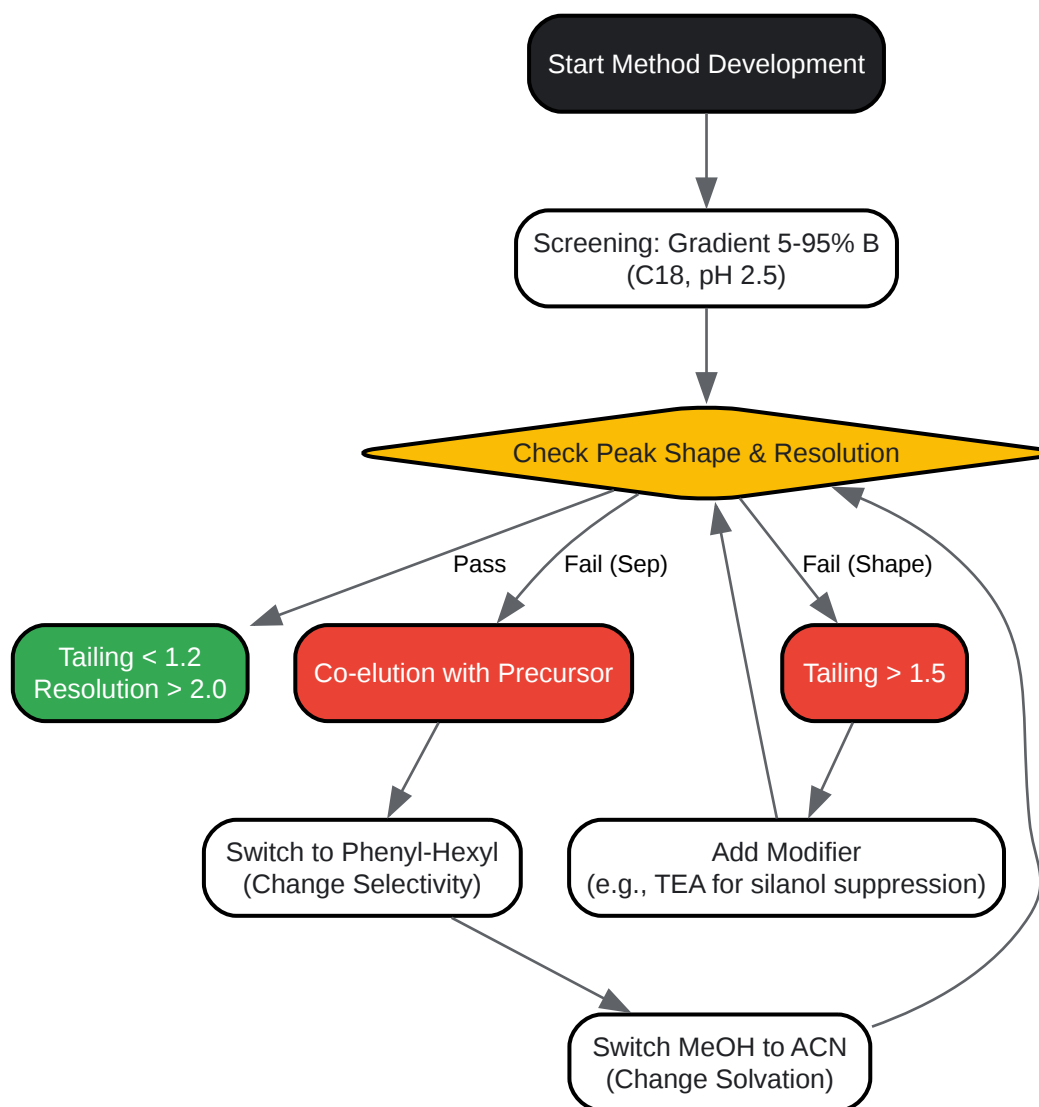 Start Method Development
Screening: Gradient 5-95% B
(C18, pH 2.5)
Check Peak Shape & Resolution
Pass
Fail (Sep)
Fail (Shape)
Tailing < 1.2
Resolution > 2.0
Co-elution with Precursor
Tailing > 1.5
Switch to Phenyl-Hexyl
(Change Selectivity)
Add Modifier
(e.g., TEA for silanol suppression)
Switch MeOH to ACN
(Change Solvation)